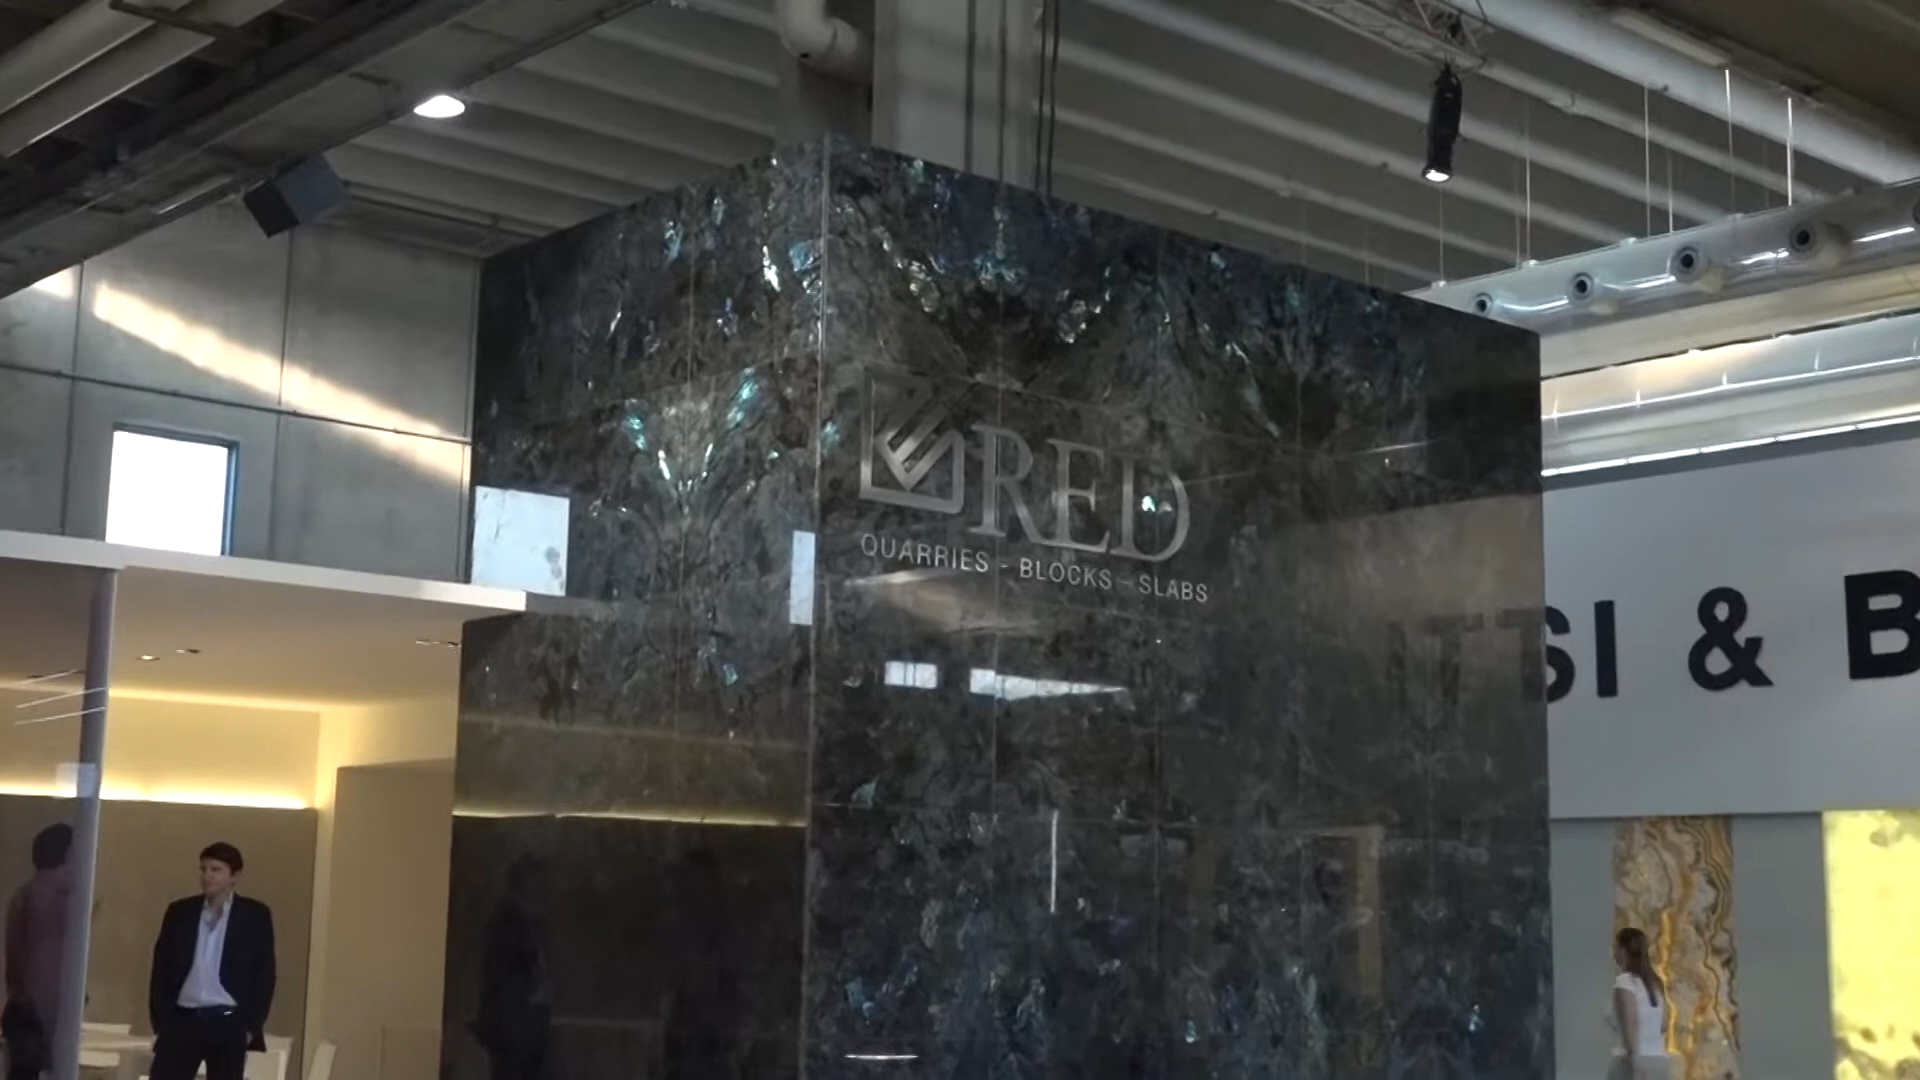 RED
QUARRIES - BLOCKS - SLABS
SI & B